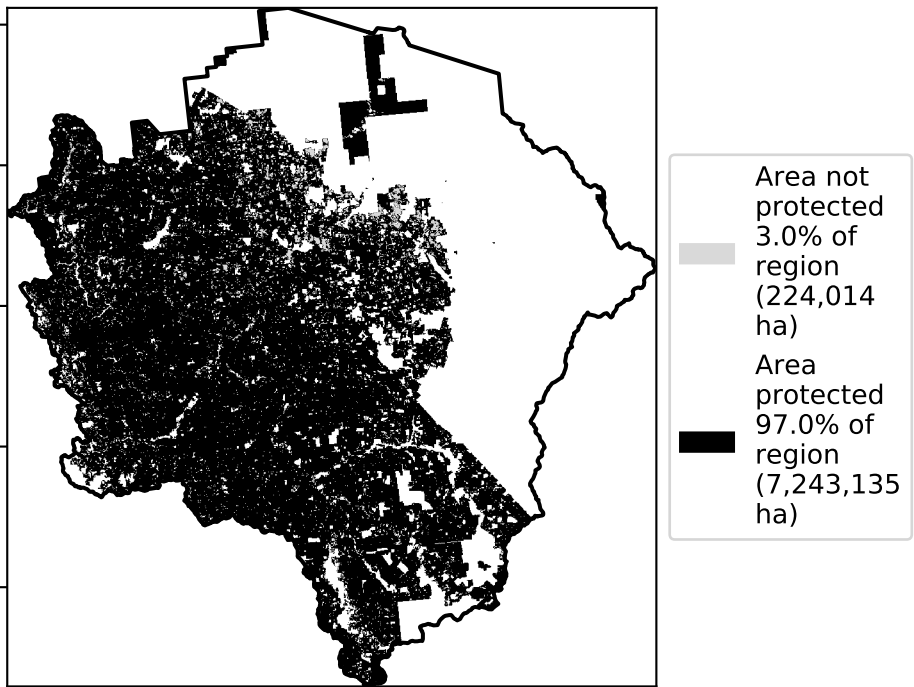 Area not
protected
3.0% of
region
(224,014
ha)
Area
protected
97.0% of
region
(7,243,135
ha)